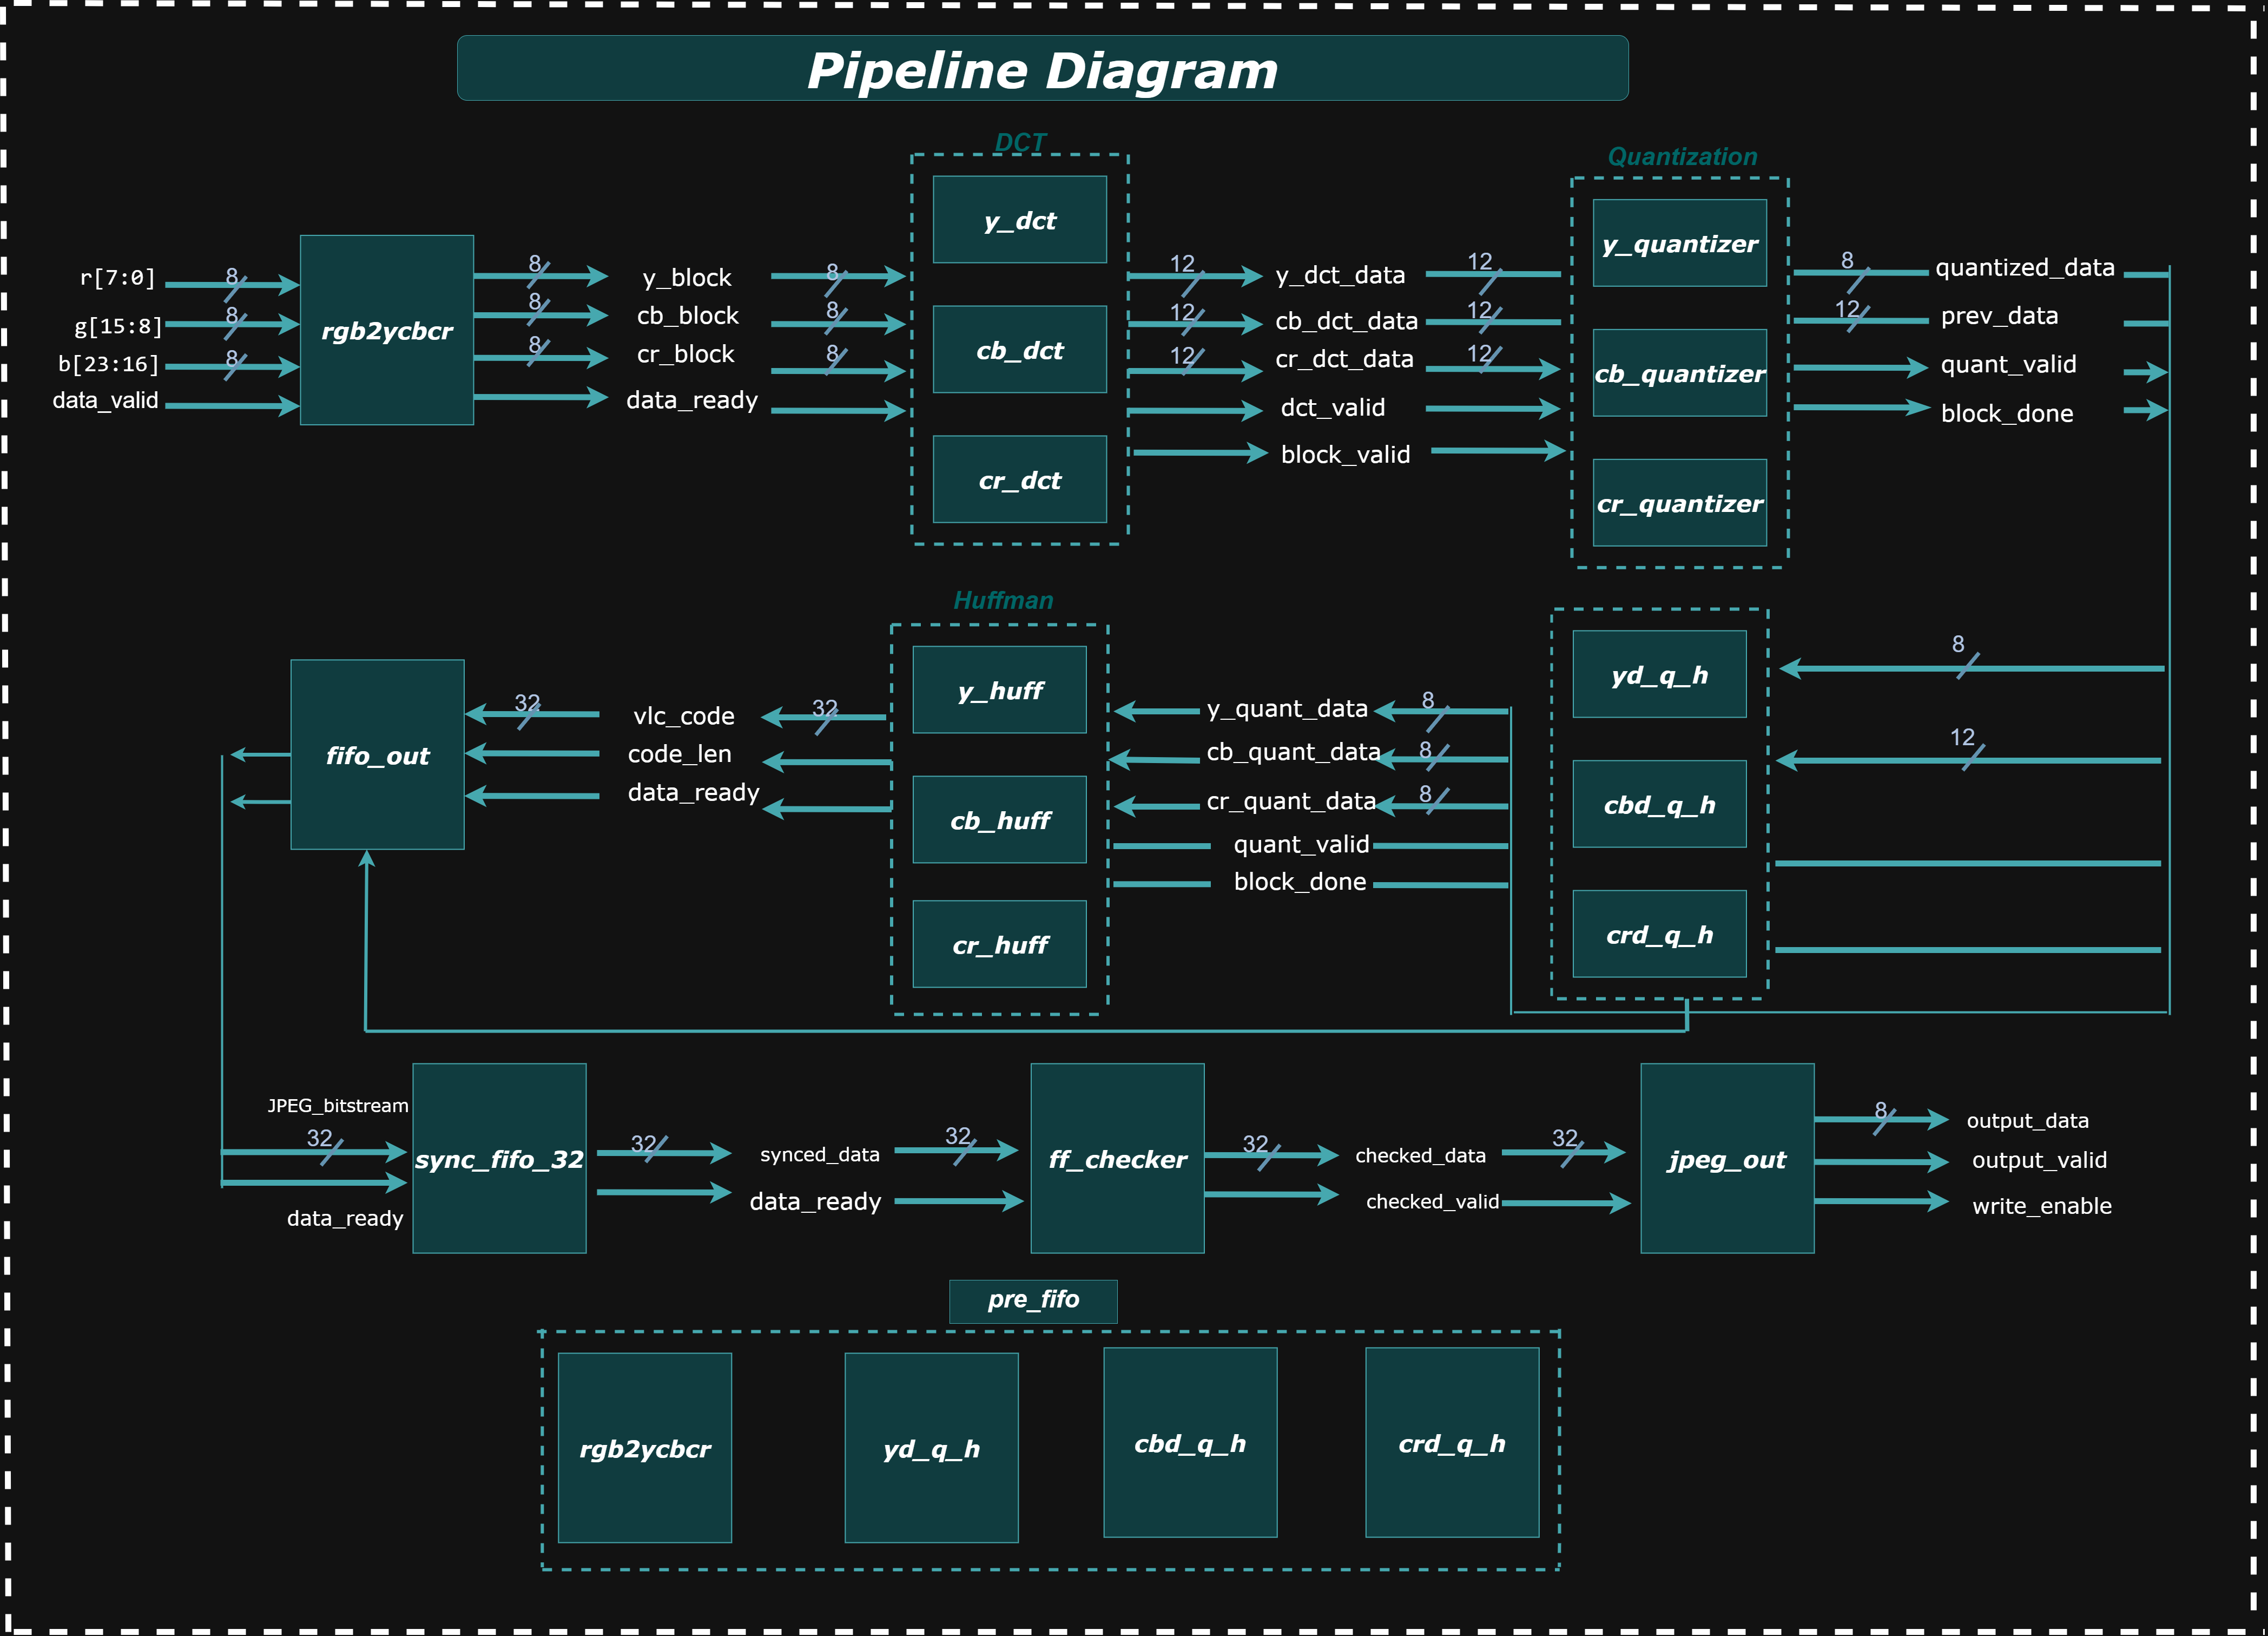 Pipeline Diagram
DCT
Quantization
r[7:0]
g[15:8]
b[23:16]
data_valid
8
8
8
rgb2ycbcr
8
8
8
y_block
cb_block
cr_block
data_ready
8
8
8
y_dct
cb_dct
cr_dct
12
12
12
y_dct_data
cb_dct_data
cr_dct_data
dct_valid
block_valid
12
12
12
y_quantizer
cb_quantizer
cr_quantizer
8
12
quantized_data
prev_data
quant_valid
block_done
Huffman
fifo_out
32
vlc_code
code_len
data_ready
32
y_huff
cb_huff
cr_huff
y_quant_data
cb_quant_data
cr_quant_data
quant_valid
block_done
8
8
8
yd_q_h
cbd_q_h
crd_q_h
8
12
JPEG_bitstream
32
data_ready
sync_fifo_32
32
synced_data
data_ready
32
ff_checker
32
checked_data
checked_valid
32
jpeg_out
8
output_data
output_valid
write_enable
pre_fifo
rgb2ycbcr
yd_q_h
cbd_q_h
crd_q_h